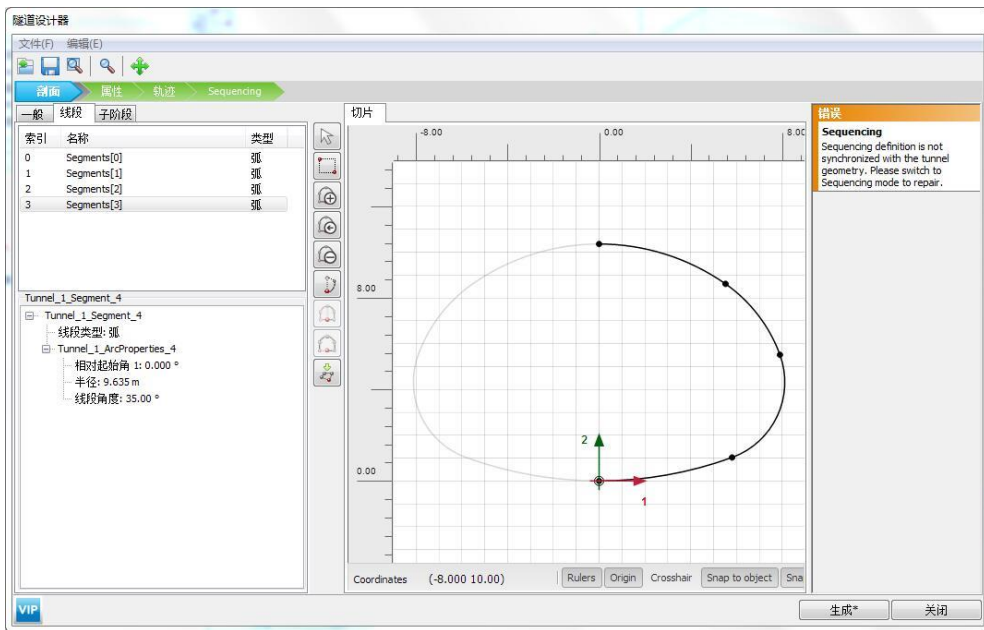 隧道设计器
文件(F) 编辑(E)
剖面 属性 轨迹 Sequencing
一般 线段 子阶段
索引 名称 类型
0 Segments[0] 弧
1 Segments[1] 弧
2 Segments[2] 弧
3 Segments[3] 弧
Tunnel_1_Segment_4
Tunnel_1_Segment_4
线段类型: 弧
Tunnel_1_ArcProperties_4
相对起始角 1: 0.000 °
半径: 9.635 m
线段角度: 35.00 °
切片
-8.00 0.00 8.00
8.00
0.00
2
1
Coordinates (-8.000 10.00) Rulers Origin Crosshair Snap to object Sna
错误
Sequencing
Sequencing definition is not
synchronized with the tunnel
geometry. Please switch to
Sequencing mode to repair.
VIP
生成* 关闭